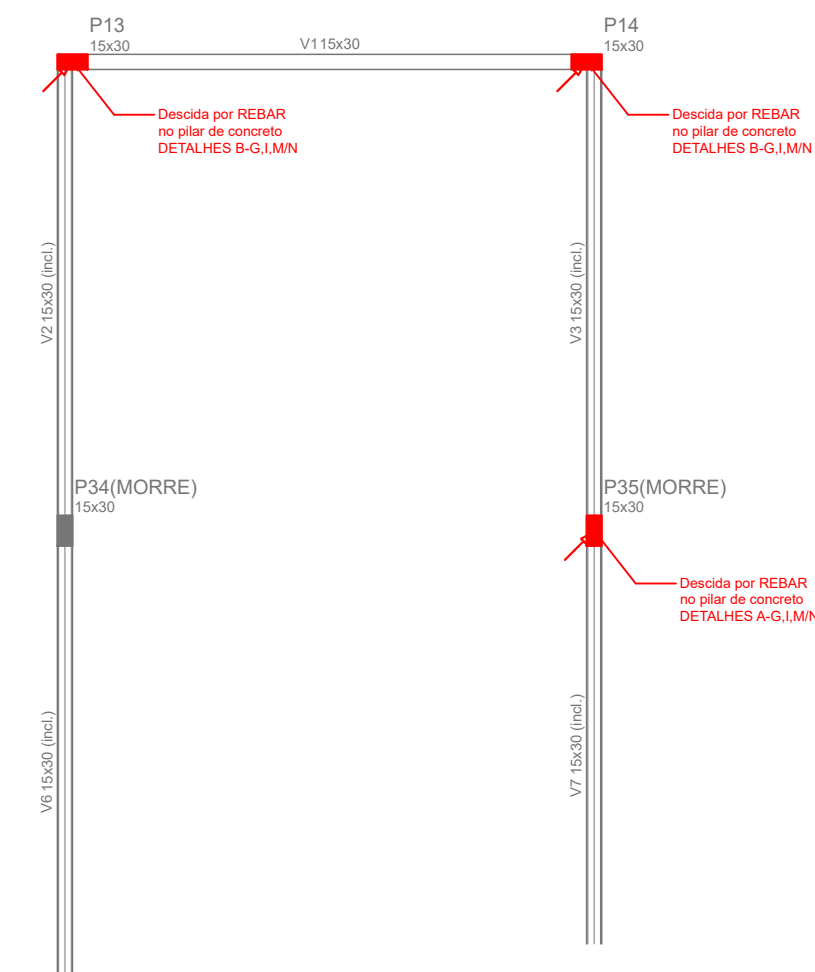 P13
15x30
V115x30
P14
15x30
Descida por REBAR
no pilar de concreto
DETALHES B-G,I,M/N
Descida por REBAR
no pilar de concreto
DETALHES B-G,I,M/N
V2 15x30 (incl.)
V3 15x30 (incl.)
P34(MORRE)
15x30
P35(MORRE)
15x30
Descida por REBAR
no pilar de concreto
DETALHES A-G,I,M/N
V6 15x30 (incl.)
V7 15x30 (incl.)